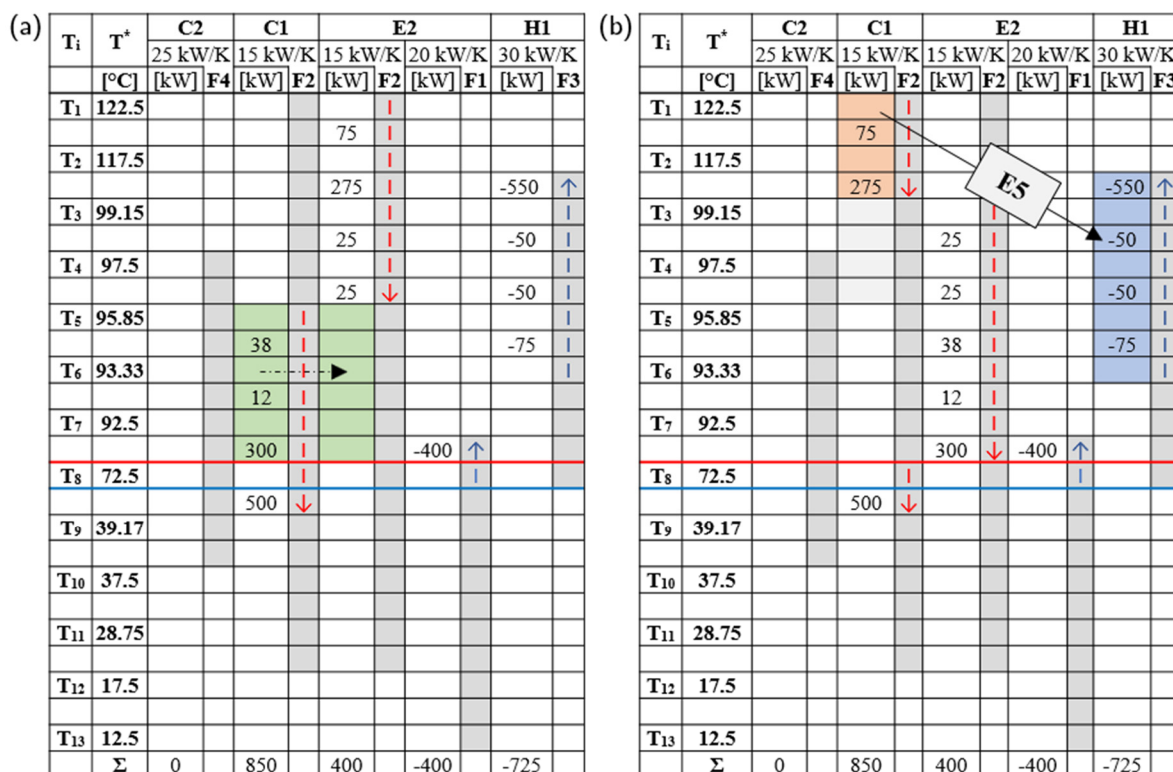 (a)
Ti T* C2 C1 E2 H1
25 kW/K 15 kW/K 15 kW/K 20 kW/K 30 kW/K
[°C] [kW] F4 [kW] F2 [kW] F2 [kW] F1 [kW] F3
T1 122.5
75
T2 117.5
275 -550
T3 99.15
25 -50
T4 97.5
25 -50
T5 95.85
38 -75
T6 93.33
12
T7 92.5
300 -400
T8 72.5
500
T9 39.17
T10 37.5
T11 28.75
T12 17.5
T13 12.5
Σ 0 850 400 -400 -725
(b)
Ti T* C2 C1 E2 H1
25 kW/K 15 kW/K 15 kW/K 20 kW/K 30 kW/K
[°C] [kW] F4 [kW] F2 [kW] F2 [kW] F1 [kW] F3
T1 122.5
75
T2 117.5
E5
275 -550
T3 99.15
25 -50
T4 97.5
25 -50
T5 95.85
38 -75
T6 93.33
12
T7 92.5
300 -400
T8 72.5
500
T9 39.17
T10 37.5
T11 28.75
T12 17.5
T13 12.5
Σ 0 850 400 -400 -725